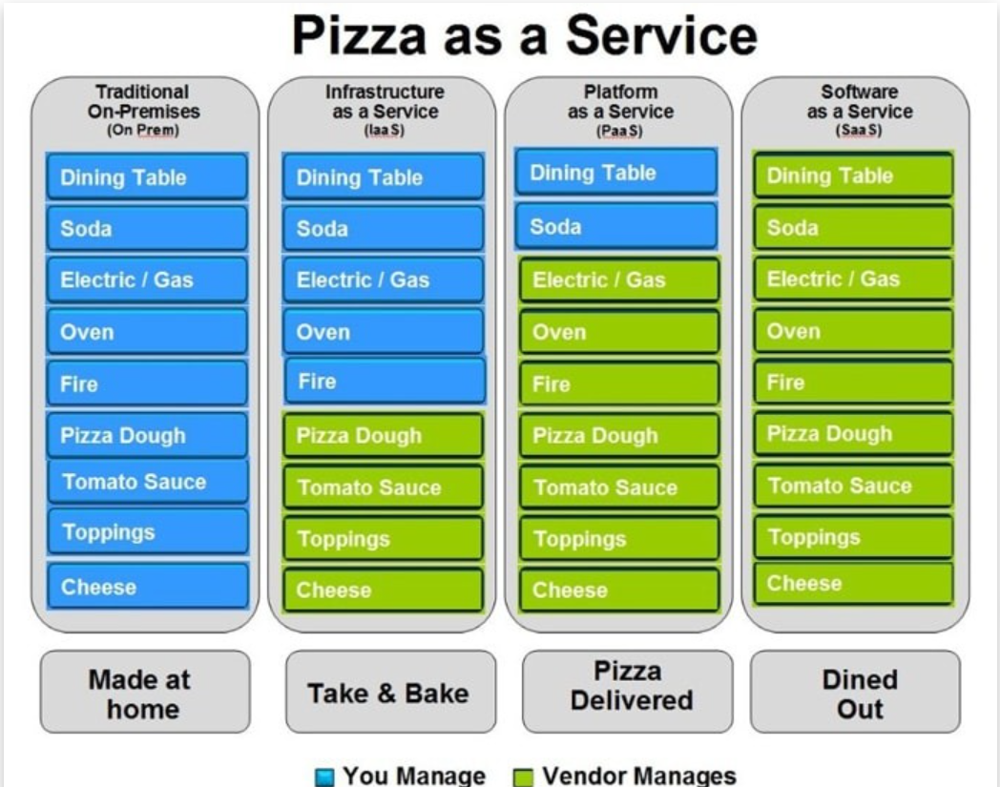 Pizza as a Service
Traditional
On-Premises
(On Prem)
Dining Table
Soda
Electric / Gas
Oven
Fire
Pizza Dough
Tomato Sauce
Toppings
Cheese
Made at
home
Infrastructure
as a Service
(IaaS)
Dining Table
Soda
Electric / Gas
Oven
Fire
Pizza Dough
Tomato Sauce
Toppings
Cheese
Take & Bake
Platform
as a Service
(PaaS)
Dining Table
Soda
Electric / Gas
Oven
Fire
Pizza Dough
Tomato Sauce
Toppings
Cheese
Pizza
Delivered
Software
as a Service
(SaaS)
Dining Table
Soda
Electric / Gas
Oven
Fire
Pizza Dough
Tomato Sauce
Toppings
Cheese
Dined
Out
You Manage
Vendor Manages